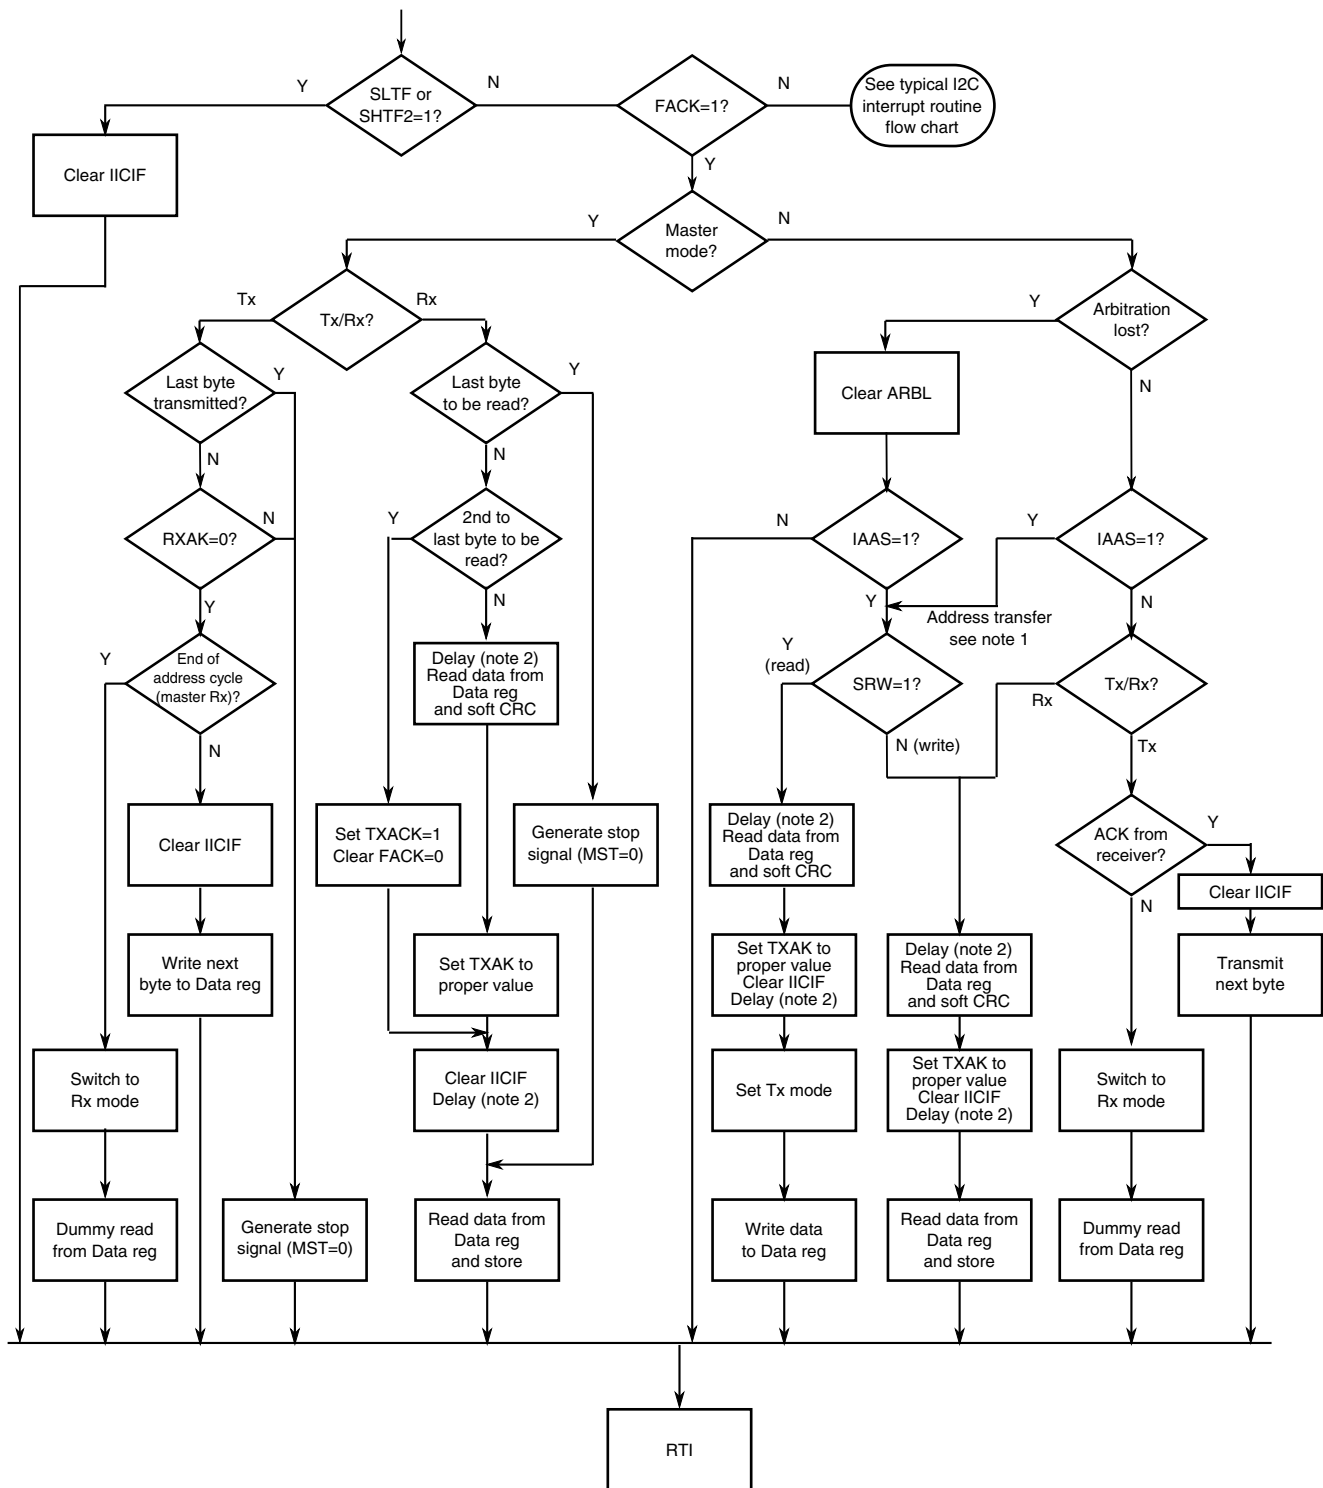 Y
SLTF or
SHTF2=1?
N
FACK=1?
N
See typical I2C
interrupt routine
flow chart
Clear IICIF
Y
Y
Master
mode?
N
Tx
Tx/Rx?
Rx
Y
Arbitration
lost?
N
Last byte
transmitted?
Y
N
Last byte
to be read?
Y
N
Clear ARBL
RXAK=0?
N
Y
Y
2nd to
last byte to be
read?
N
N
IAAS=1?
Y
Y
IAAS=1?
N
Address transfer
see note 1
Y
End of
address cycle
(master Rx)?
N
Delay (note 2)
Read data from
Data reg
and soft CRC
Y
(read)
SRW=1?
N (write)
Rx
Tx/Rx?
Tx
Clear IICIF
Set TXACK=1
Clear FACK=0
Generate stop
signal (MST=0)
Delay (note 2)
Read data from
Data reg
and soft CRC
ACK from
receiver?
Y
N
Clear IICIF
Write next
byte to Data reg
Set TXAK to
proper value
Set TXAK to
proper value
Clear IICIF
Delay (note 2)
Delay (note 2)
Read data from
Data reg
and soft CRC
Transmit
next byte
Switch to
Rx mode
Clear IICIF
Delay (note 2)
Set Tx mode
Set TXAK to
proper value
Clear IICIF
Delay (note 2)
Switch to
Rx mode
Dummy read
from Data reg
Generate stop
signal (MST=0)
Read data from
Data reg
and store
Write data
to Data reg
Read data from
Data reg
and store
Dummy read
from Data reg
RTI